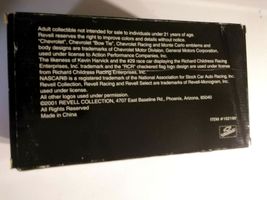 Adult collectibles not intended for sale to individuals under 21 years of age.
Revell reserves the right to improve colors and details without notice.
"Chevrolet", Chevrolet "Bow Tie", Chevrolet Racing and Monte Carlo emblems and
body designs are trademarks of Chevrolet Motor Division, General Motors Corporation,
used under license to Action Performance Companies, Inc.
The likeness of Kevin Harvick and the #29 race car displaying the Richard Childress Racing
Enterprises, Inc. trademark and the "RCR" checkered flag logo design are used under license
from Richard Childress Racing Enterprises, Inc.
NASCAR® is a registered trademark of the National Association for Stock Car Auto Racing, Inc.
Revell Collection, Revell Racing and Select are trademarks of Revell-Monogram, Inc.
used under license.
All other logos used under permission.
©2001 REVELL COLLECTION, 4707 East Baseline Rd., Phoenix, Arizona, 85040
Made in China
ITEM